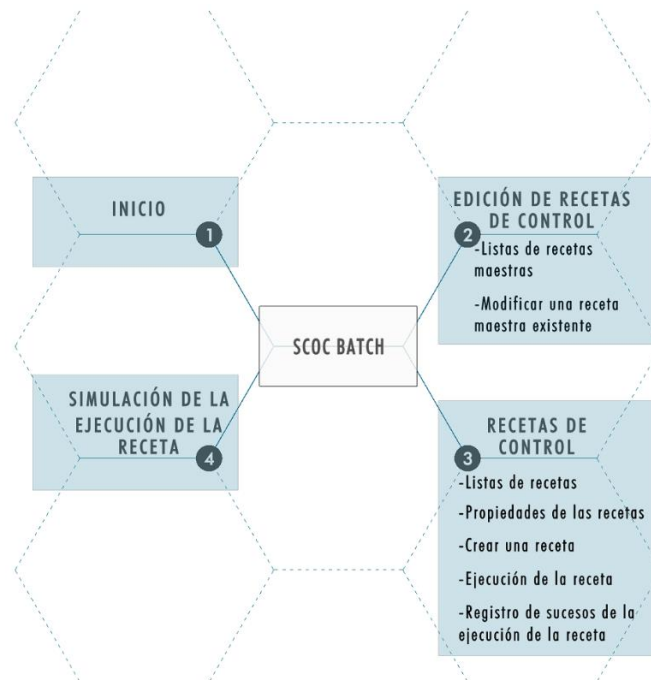 INICIO
1
EDICIÓN DE RECETAS
DE CONTROL
2
-Listas de recetas
maestras
-Modificar una receta
maestra existente
SCOC BATCH
SIMULACIÓN DE LA
EJECUCIÓN DE LA
RECETA
4
RECETAS DE
CONTROL
3
-Listas de recetas
-Propiedades de las recetas
-Crear una receta
-Ejecución de la receta
-Registro de sucesos de la
ejecución de la receta